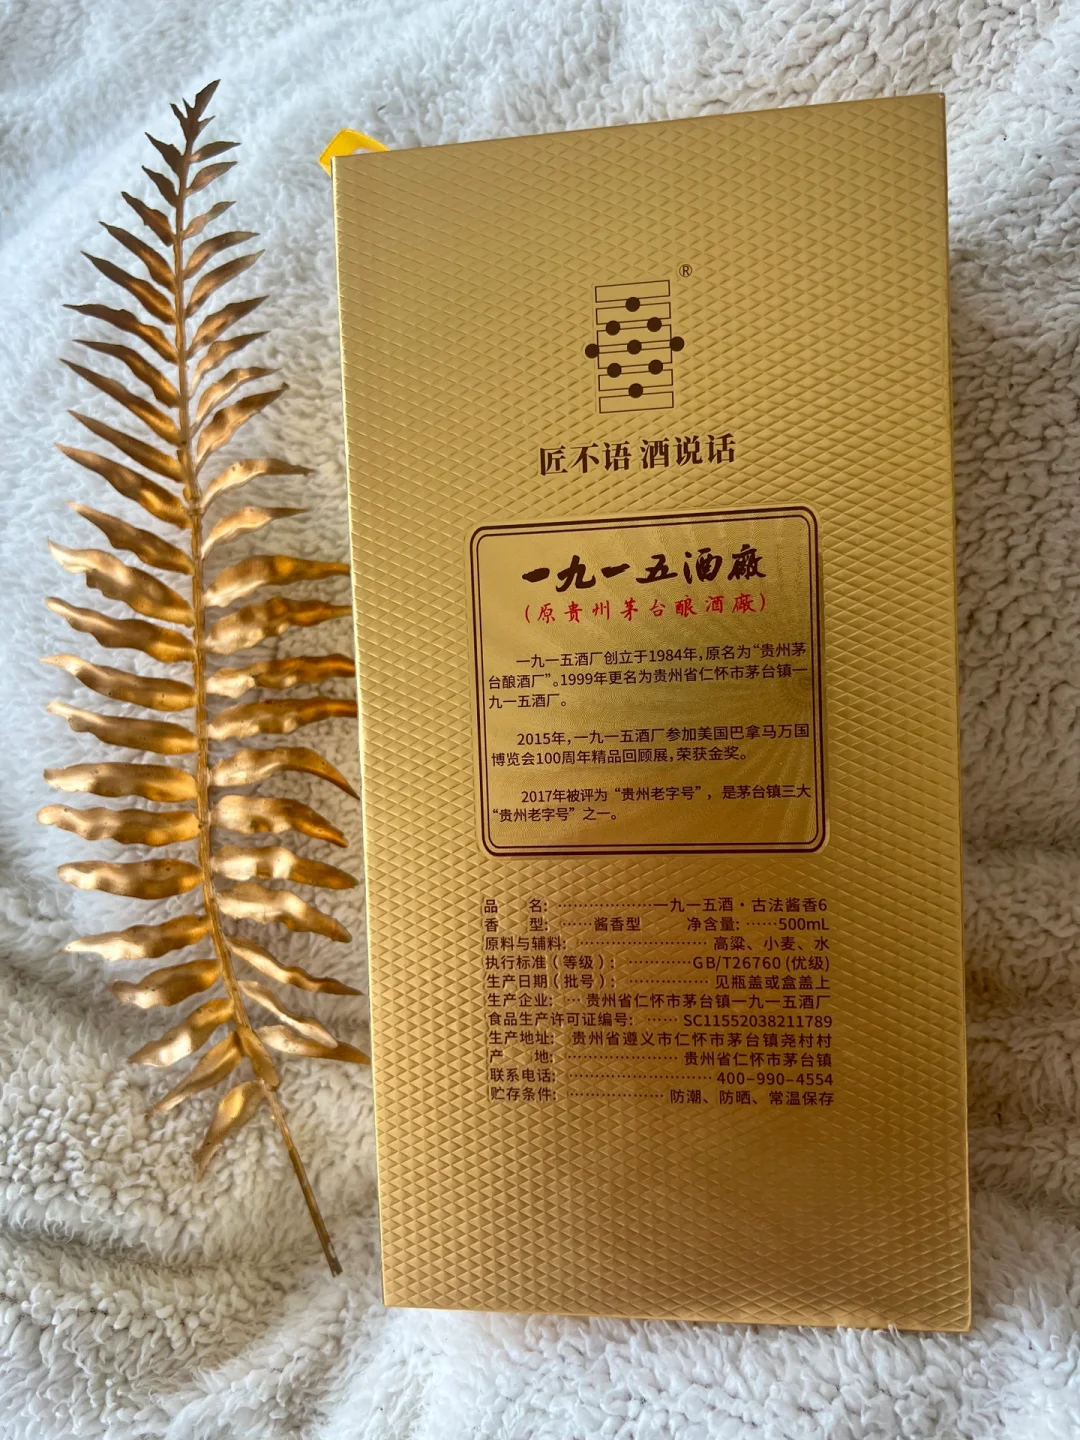 ®
匠不语 酒说话
一九一五酒廠
(原贵州茅台酿酒廠)
一九一五酒厂创立于1984年,原名为“贵州茅
台酿酒厂”。1999年更名为贵州省仁怀市茅台镇一
九一五酒厂。
2015年,一九一五酒厂参加美国巴拿马万国
博览会100周年精品回顾展,荣获金奖。
2017年被评为“贵州老字号”，是茅台镇三大
“贵州老字号”之一。
品 名: ····················一九一五酒·古法酱香6
香 型: ······酱香型 净含量: ······500mL
原料与辅料: ························ 高粱、小麦、水
执行标准(等级): ············GB/T26760(优级)
生产日期(批号): ················ 见瓶盖或盒盖上
生产企业: ··· 贵州省仁怀市茅台镇一九一五酒厂
食品生产许可证编号: ······ SC11552038211789
生产地址: 贵州省遵义市仁怀市茅台镇尧村村
产 地: ····················· 贵州省仁怀市茅台镇
联系电话: ··························· 400-990-4554
贮存条件: ·················· 防潮、防晒、常温保存